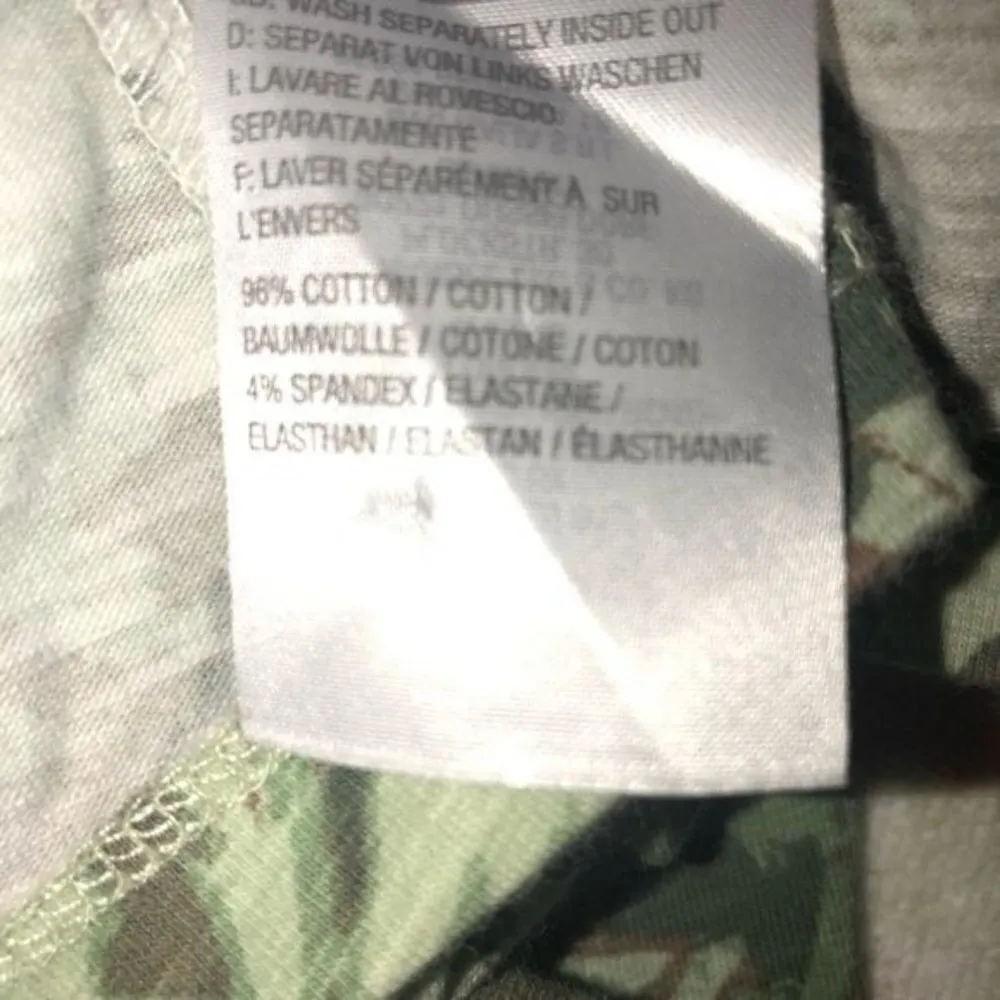 WASH SEPARATELY INSIDE OUT
D: SEPARAT VON LINKS WASCHEN
I: LAVARE AL ROVESCIO
SEPARATAMENTE
F: LAVER SÉPARÉMENT À SUR
L'ENVERS
96% COTTON / COTTON /
BAUMWOLLE / COTONE / COTON
4% SPANDEX / ELASTANE /
ELASTHAN / ELASTAN / ÉLASTHANNE